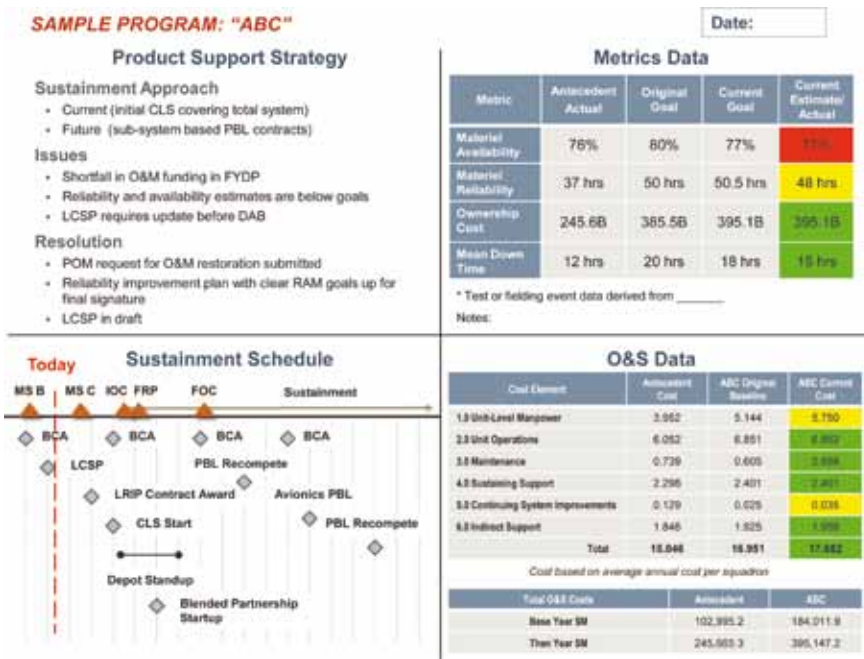 SAMPLE PROGRAM: “ABC”
Date:
Product Support Strategy
Sustainment Approach
• Current (initial CLS covering total system)
• Future (sub-system based PBL contracts)
Issues
• Shortfall in O&M funding in FYDP
• Reliability and availability estimates are below goals
• LCSP requires update before DAB
Resolution
• POM request for O&M restoration submitted
• Reliability improvement plan with clear RAM goals up for
final signature
• LCSP in draft
Metrics Data
Metric Antecedent Actual Original Goal Current Goal Current Estimate/ Actual
Materiel Availability 76% 80% 77%
Materiel Reliability 37 hrs 50 hrs 50.5 hrs 48 hrs
Ownership Cost 245.6B 385.5B 395.1B 395.1B
Mean Down Time 12 hrs 20 hrs 18 hrs 15 hrs
* Test or fielding event data derived from _______
Notes:
Today
Sustainment Schedule
MS B MS C IOC FRP FOC Sustainment
BCA BCA BCA BCA
LCSP PBL Recompete
LRIP Contract Award Avionics PBL
CLS Start PBL Recompete
Depot Standup
Blended Partnership
Startup
O&S Data
Cost Element Antecedent Cost ABC Original Baseline ABC Current Cost
1.0 Unit-Level Manpower 3.952 5.144 5.750
2.0 Unit Operations 6.052 6.851
3.0 Maintenance 0.739 0.605
4.0 Sustaining Support 2.298 2.401 2.401
5.0 Continuing System Improvements 0.129 0.025 0.035
6.0 Indirect Support 1.846 1.925
Total 15.046 16.951
Cost based on average annual cost per squadron
Total O&S Costs Antecedent ABC
Base Year $M 102,995.2 184,011.9
Then Year $M 395,147.2